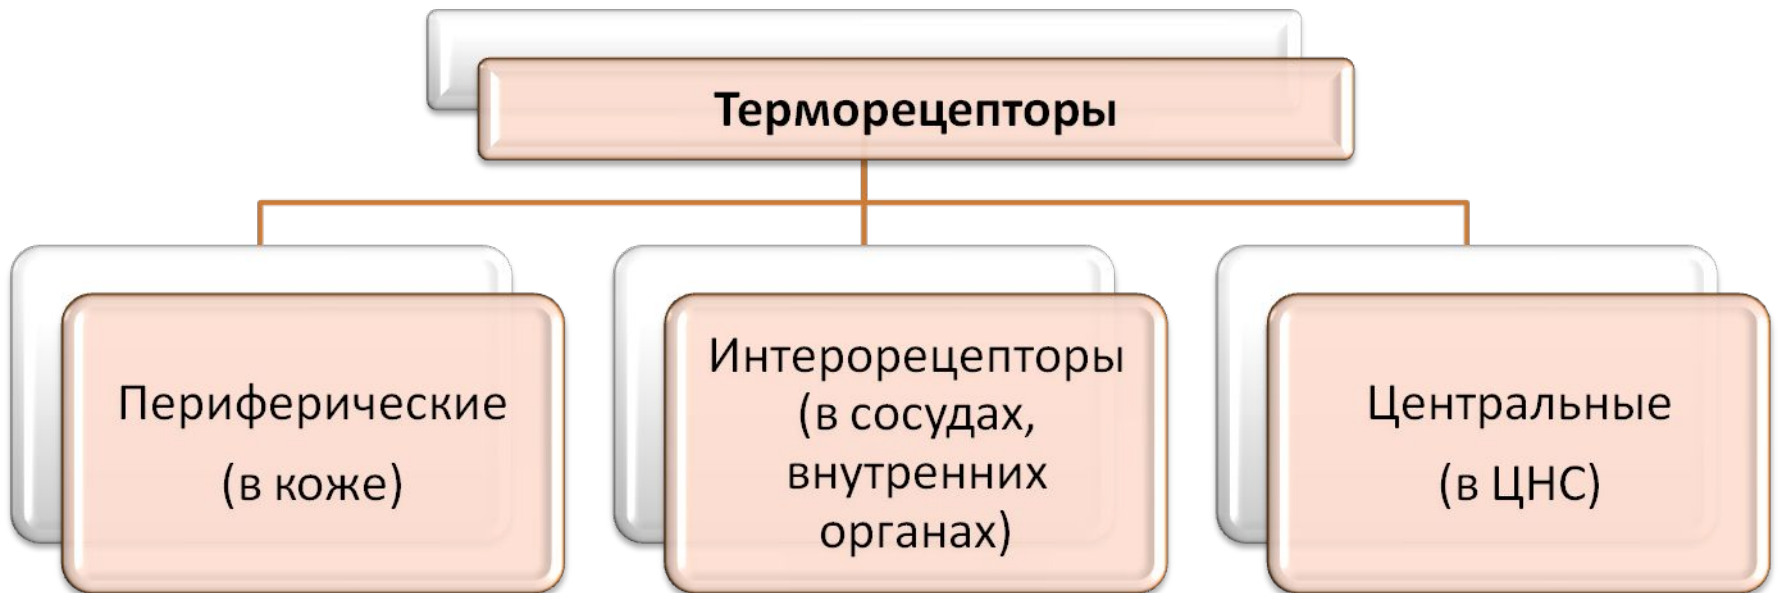 Терморецепторы
Периферические
(в коже)
Интерорецепторы
(в сосудах,
внутренних
органах)
Центральные
(в ЦНС)